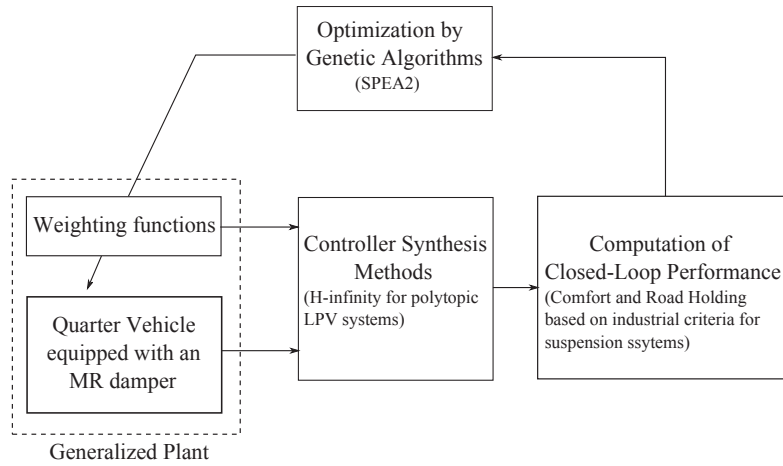 Optimization by
Genetic Algorithms
(SPEA2)
Weighting functions
Quarter Vehicle
equipped with an
MR damper
Generalized Plant
Controller Synthesis
Methods
(H-infinity for polytopic
LPV systems)
Computation of
Closed-Loop Performance
(Comfort and Road Holding
based on industrial criteria for
suspension ssytems)